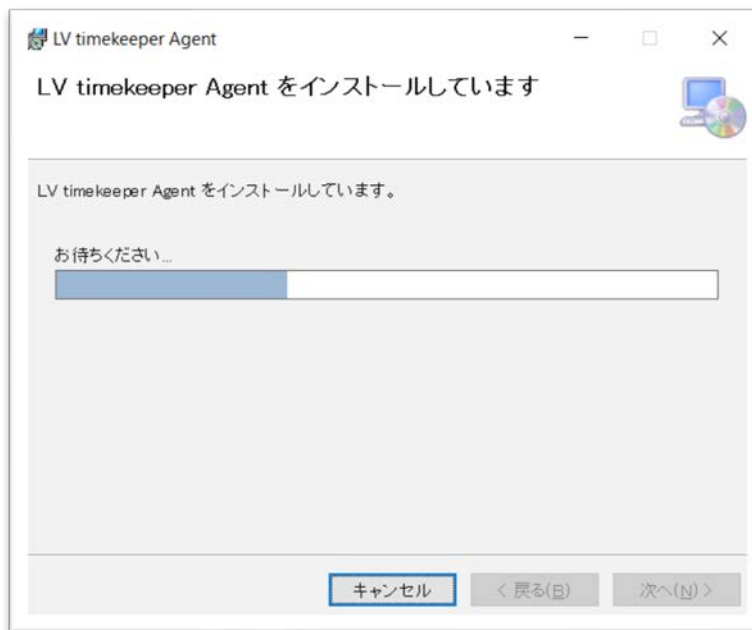 LV timekeeper Agent
LV timekeeper Agent をインストールしています
LV timekeeper Agent をインストールしています。
お待ちください...
キャンセル
< 戻る(B)
次へ(N) >